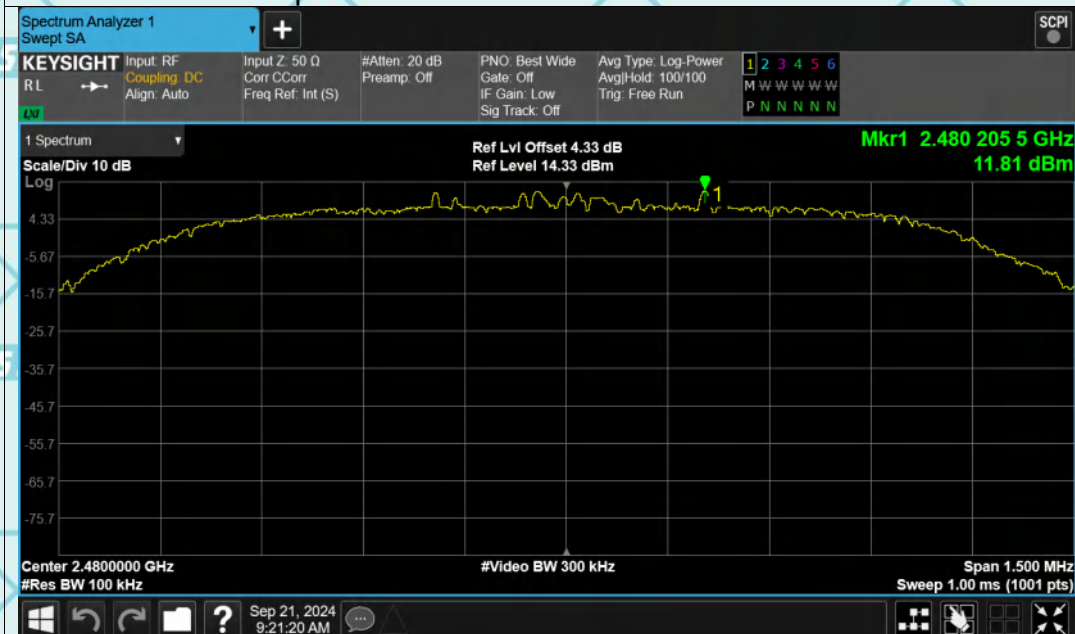 Spectrum Analyzer 1
Swept SA
+
SCPI
KEYSIGHT
RL
LXI
Input: RF
Coupling: DC
Align: Auto
Input Z: 50 Ω
Corr CCorr
Freq Ref: Int (S)
#Atten: 20 dB
Preamp: Off
PNO: Best Wide
Gate: Off
IF Gain: Low
Sig Track: Off
Avg Type: Log-Power
Avg|Hold: 100/100
Trig: Free Run
1 2 3 4 5 6
M W W W W W
P N N N N N
1 Spectrum
Scale/Div 10 dB
Log
Ref Lvl Offset 4.33 dB
Ref Level 14.33 dBm
Mkr1 2.480 205 5 GHz
11.81 dBm
1
4.33
-5.67
-15.7
-25.7
-35.7
-45.7
-55.7
-65.7
-75.7
Center 2.4800000 GHz
#Video BW 300 kHz
Span 1.500 MHz
#Res BW 100 kHz
Sweep 1.00 ms (1001 pts)
?
Sep 21, 2024
9:21:20 AM